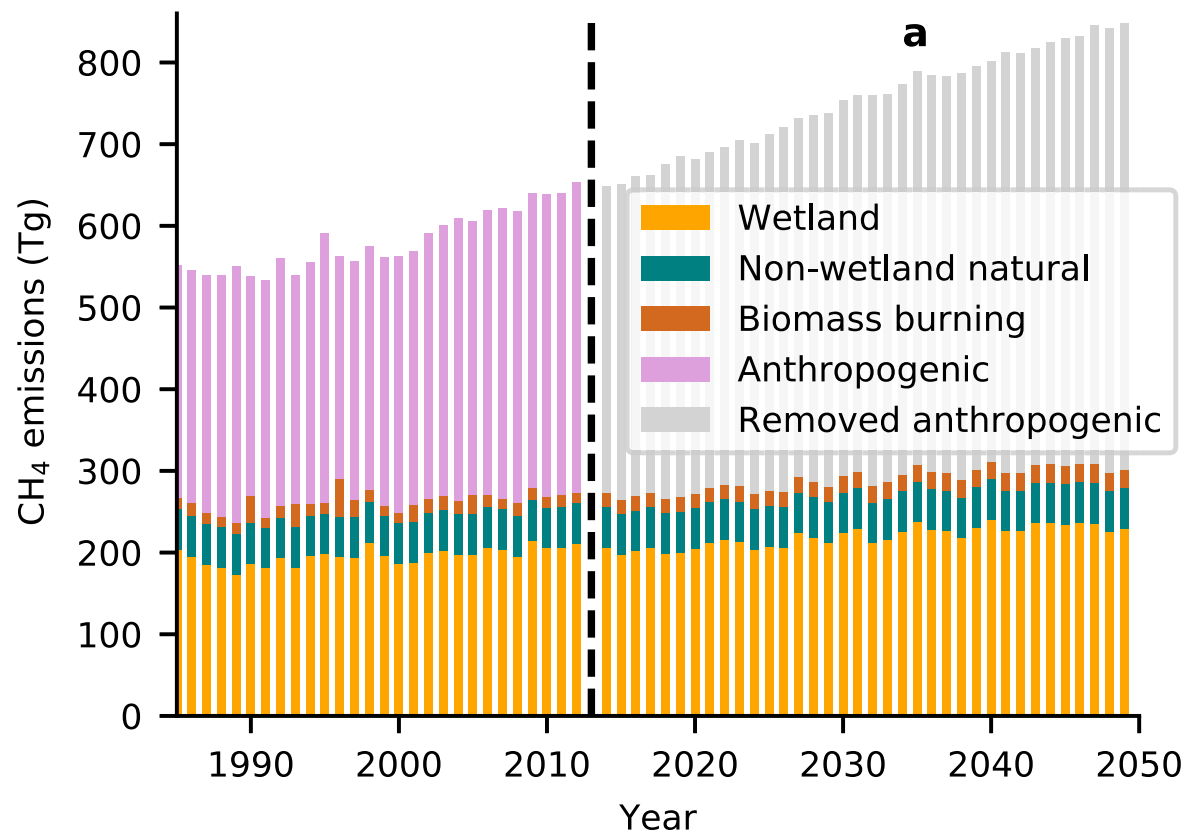 a
800
700
600
500
400
300
200
100
0
CH₄ emissions (Tg)
Wetland
Non-wetland natural
Biomass burning
Anthropogenic
Removed anthropogenic
1990 2000 2010 2020 2030 2040 2050
Year